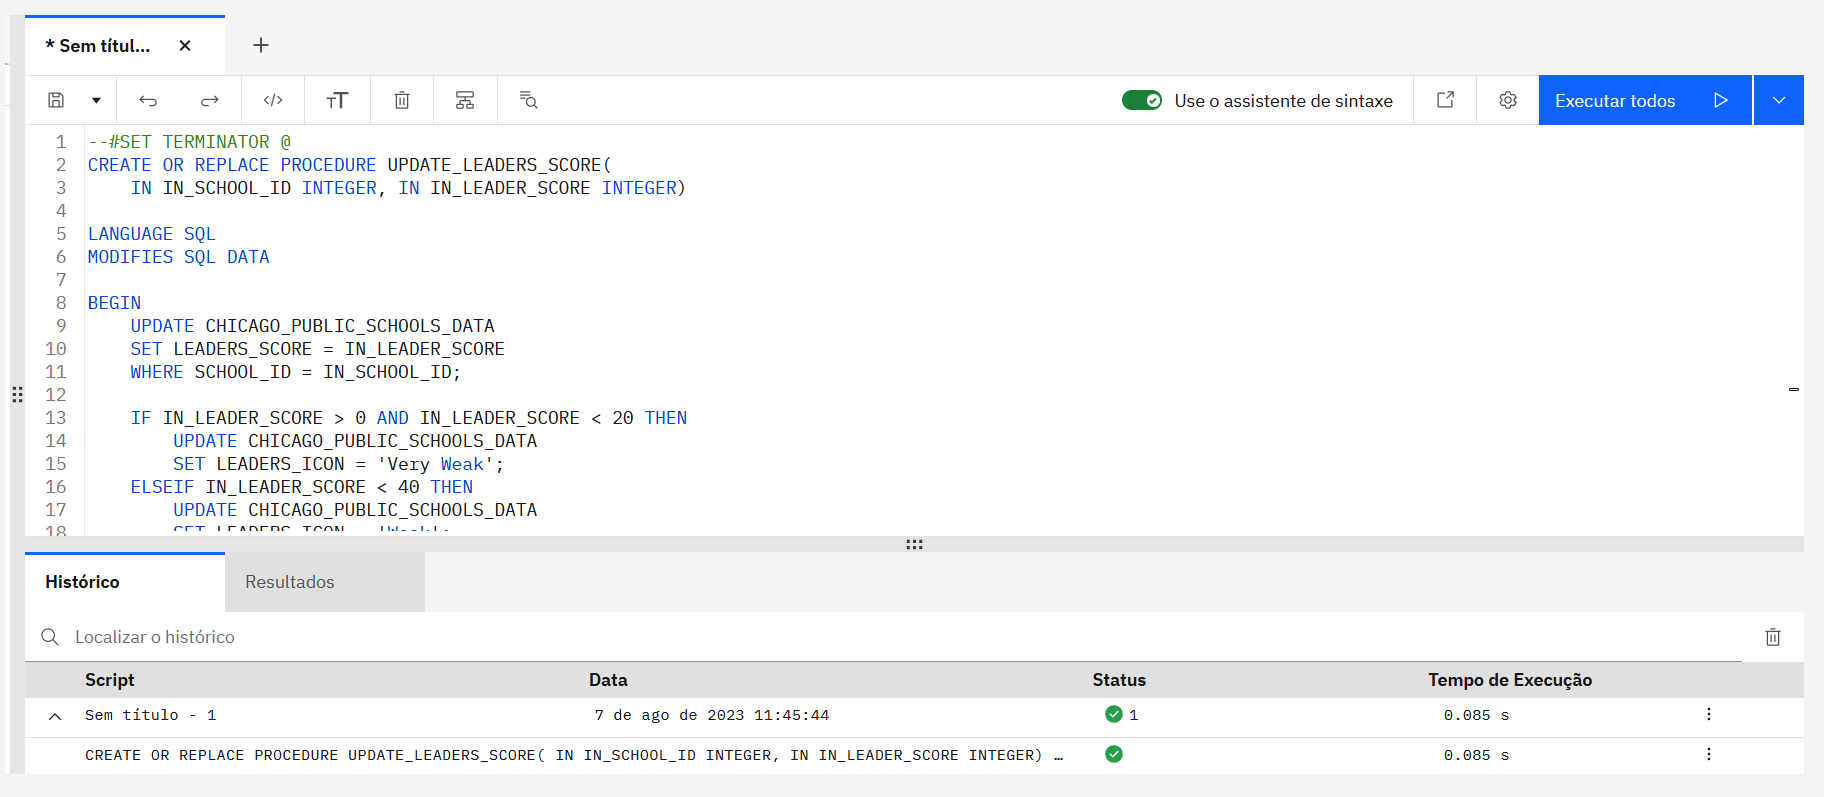 * Sem títul...
Use o assistente de sintaxe
Executar todos
1 --#SET TERMINATOR @
2 CREATE OR REPLACE PROCEDURE UPDATE_LEADERS_SCORE(
3     IN IN_SCHOOL_ID INTEGER, IN IN_LEADER_SCORE INTEGER)
4
5 LANGUAGE SQL
6 MODIFIES SQL DATA
7
8 BEGIN
9     UPDATE CHICAGO_PUBLIC_SCHOOLS_DATA
10     SET LEADERS_SCORE = IN_LEADER_SCORE
11     WHERE SCHOOL_ID = IN_SCHOOL_ID;
12
13     IF IN_LEADER_SCORE > 0 AND IN_LEADER_SCORE < 20 THEN
14         UPDATE CHICAGO_PUBLIC_SCHOOLS_DATA
15         SET LEADERS_ICON = 'Very Weak';
16     ELSEIF IN_LEADER_SCORE < 40 THEN
17         UPDATE CHICAGO_PUBLIC_SCHOOLS_DATA
18         SET LEADERS_ICON = 'Weak';
Histórico Resultados
Localizar o histórico
Script Data Status Tempo de Execução
Sem título - 1 7 de ago de 2023 11:45:44 1 0.085 s
CREATE OR REPLACE PROCEDURE UPDATE_LEADERS_SCORE( IN IN_SCHOOL_ID INTEGER, IN IN_LEADER_SCORE INTEGER) … 0.085 s